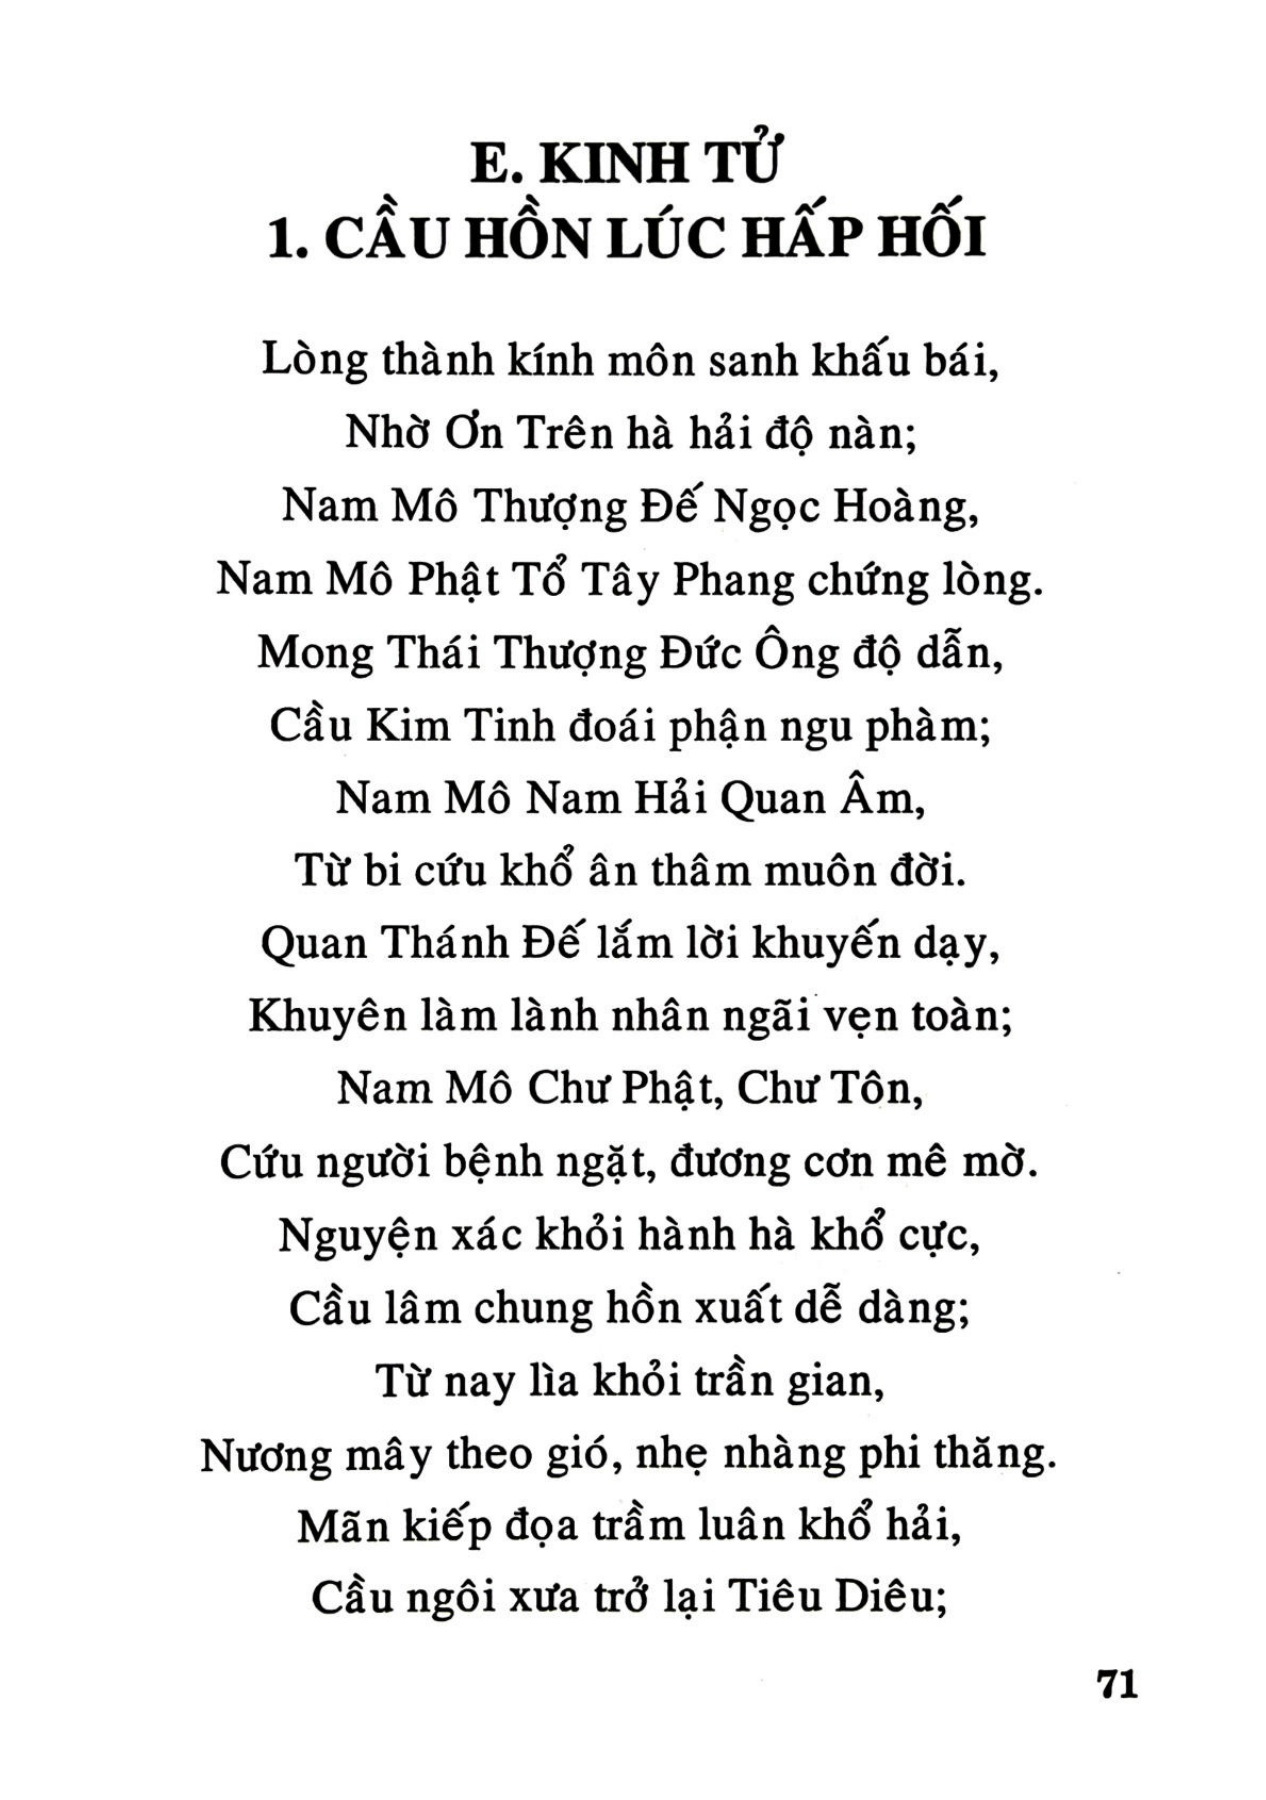 E. KINH TỬ
1. CẦU HỒN LÚC HẤP HỐI
Lòng thành kính môn sanh khấu bái,
Nhờ Ơn Trên hà hải độ nàn;
Nam Mô Thượng Đế Ngọc Hoàng,
Nam Mô Phật Tổ Tây Phang chứng lòng.
Mong Thái Thượng Đức Ông độ dẫn,
Cầu Kim Tinh đoái phận ngu phàm;
Nam Mô Nam Hải Quan Âm,
Từ bi cứu khổ ân thâm muôn đời.
Quan Thánh Đế lắm lời khuyến dạy,
Khuyên làm lành nhân ngãi vẹn toàn;
Nam Mô Chư Phật, Chư Tôn,
Cứu người bệnh ngặt, đương cơn mê mờ.
Nguyện xác khỏi hành hà khổ cực,
Cầu lâm chung hồn xuất dễ dàng;
Từ nay lìa khỏi trần gian,
Nương mây theo gió, nhẹ nhàng phi thăng.
Mãn kiếp đọa trầm luân khổ hải,
Cầu ngôi xưa trở lại Tiêu Diêu;
71